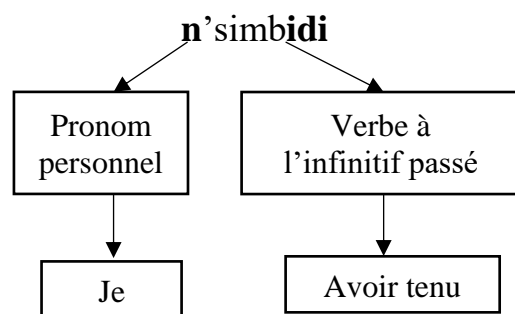 n'simbidi
Pronom
personnel
Verbe à
l'infinitif passé
Je
Avoir tenu